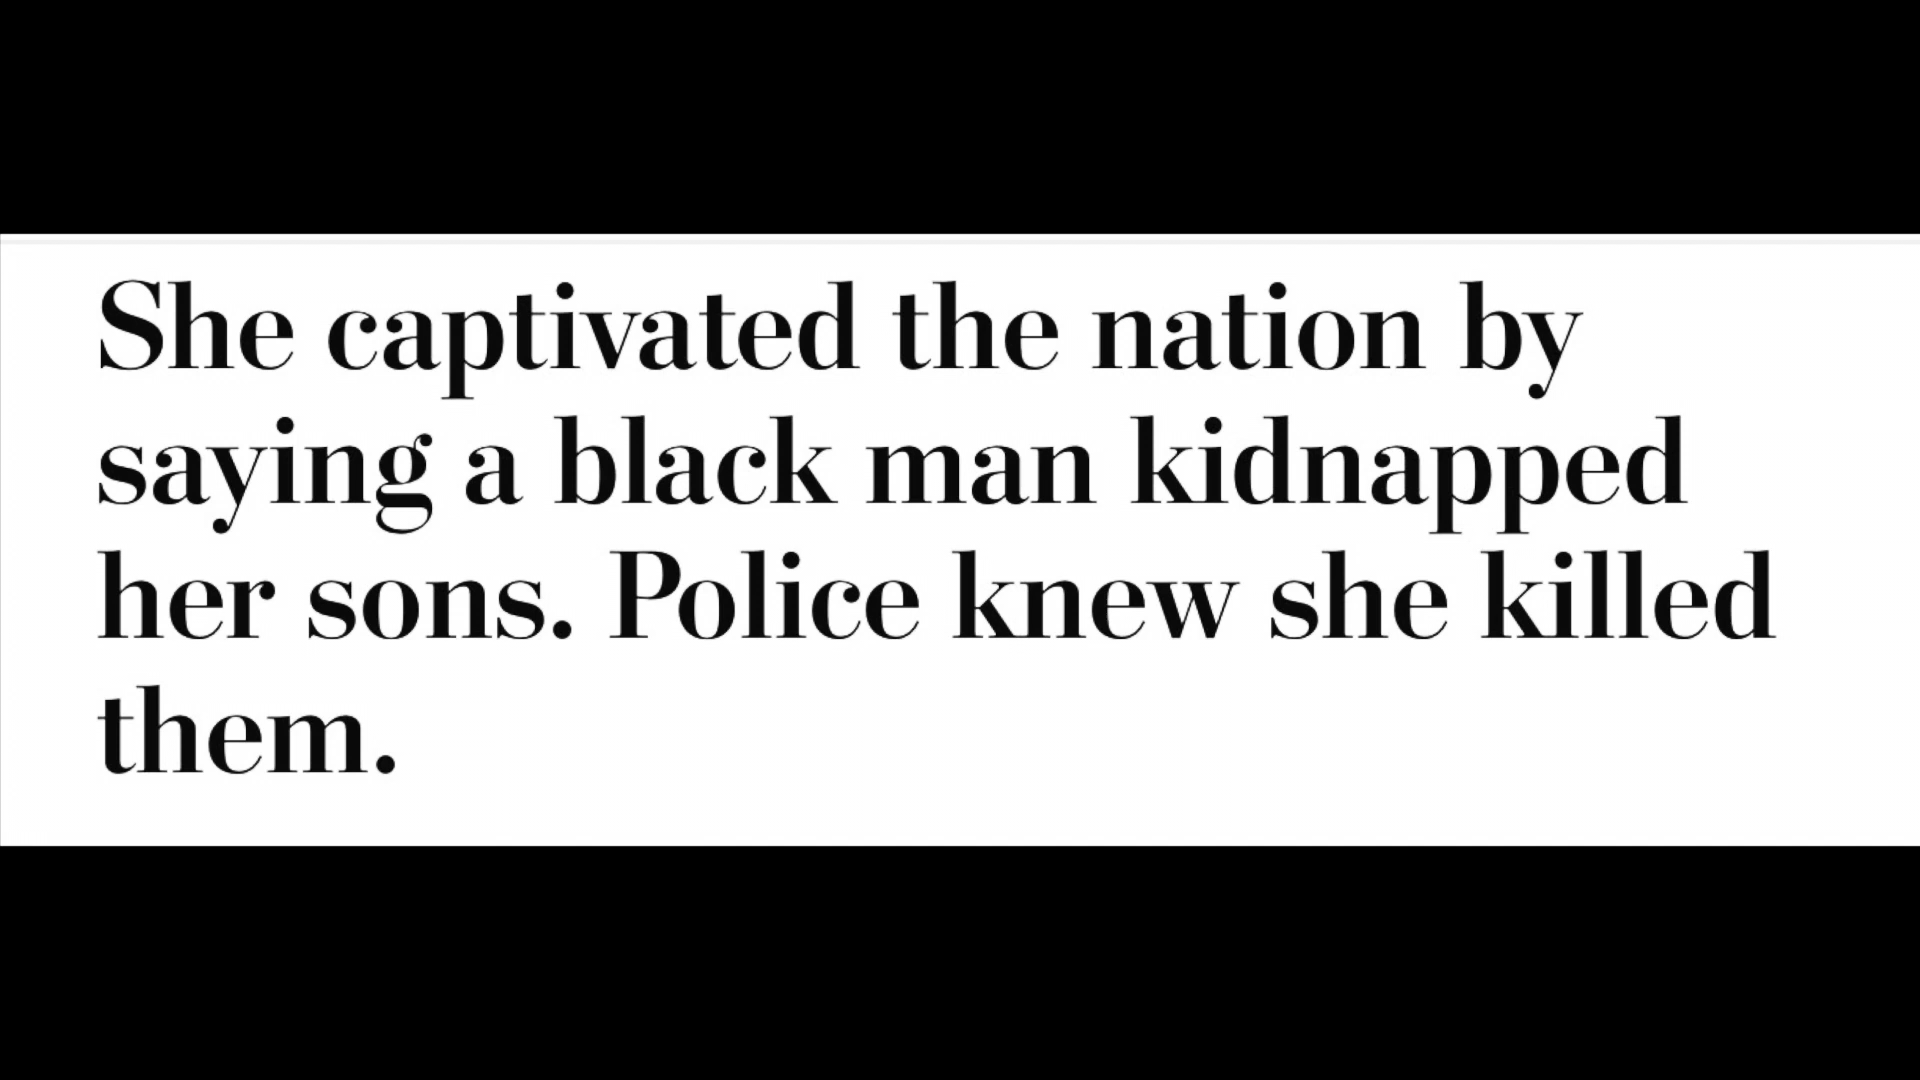 She captivated the nation by
saying a black man kidnapped
her sons. Police knew she killed
them.